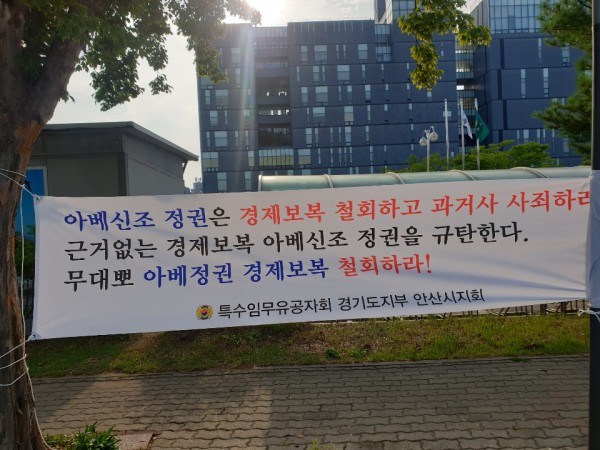 아베신조 정권은 경제보복 철회하고 과거사 사죄하라
근거없는 경제보복 아베신조 정권을 규탄한다.
무대뽀 아베정권 경제보복 철회하라!
특수임무유공자회 경기도지부 안산시지회